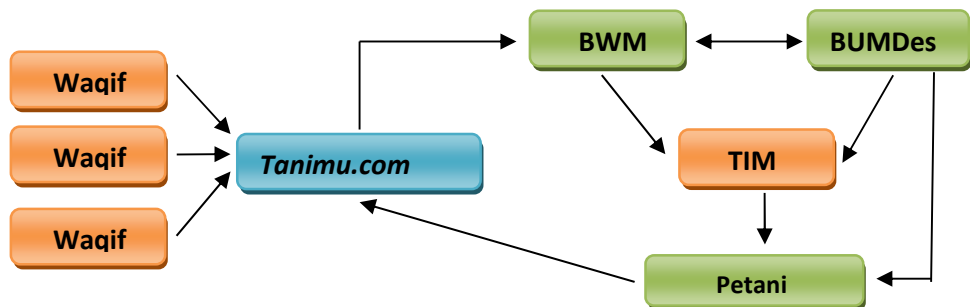 BWM
BUMDes
Waqif
Waqif
Waqif
Tanimu.com
TIM
Petani